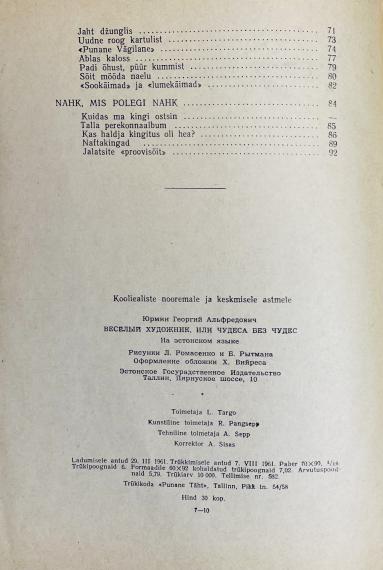 Jaht džunglis 71
Uudne roog kartulist 73
«Punane Vägilane» 74
Ablas kaloss 77
Padi õhust, püür kummist 79
Sõit mööda naelu 80
«Sookäimad» ja «lumekäimad» 82
NAHK, MIS POLEGI NAHK 84
Kuidas ma kingi ostsin —
Talla perekonnaalbum 85
Kas haldja kingitus oli hea? 86
Naftakingad 89
Jalatsite «proovisõit» 92
Kooliealiste nooremale ja keskmisele astmele
Юрмин Георгий Альфредович
ВЕСЕЛЫЙ ХУДОЖНИК, ИЛИ ЧУДЕСА БЕЗ ЧУДЕС
На эстонском языке
Рисунки Л. Ромасенко и Б. Рытмана
Оформление обложки Х. Вийреса
Эстонское Государственное Издательство
Таллин, Пярнуское шоссе, 10
*
Toimetaja L. Targo
Kunstiline toimetaja R. Pangsepp
Tehniline toimetaja A. Sepp
Korrektor A. Sisas
Ladumisele antud 29. III 1961. Trükkimisele antud 7. VIII 1961. Paber 70×90, 1/16.
Trükipoognaid 6. Formaadile 60×92 kohaldatud trükipoognaid 7,02. Arvutuspoog-
naid 5,79. Trükiarv 10 000. Tellimise nr. 582.
Trükikoda «Punane Täht», Tallinn, Pikk tn. 54/58
Hind 30 kop.
7—10